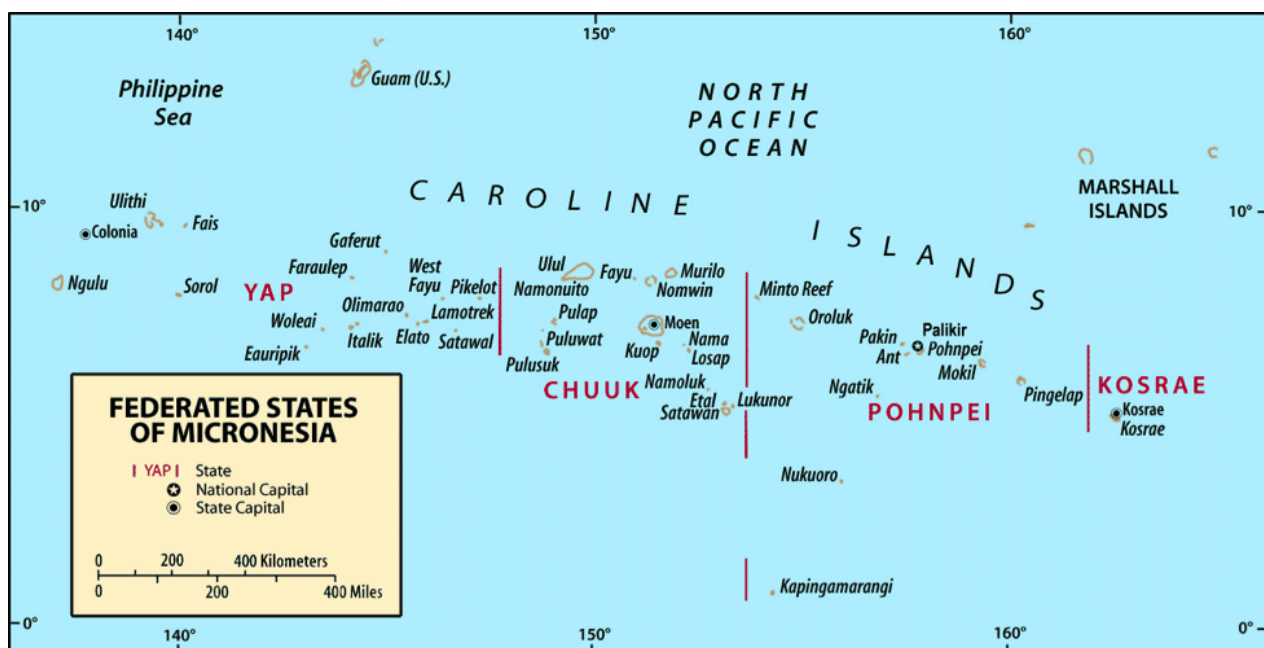 140°
150°
160°
Guam (U.S.)
Philippine
Sea
NORTH
PACIFIC
OCEAN
MARSHALL
ISLANDS
CAROLINE
ISLANDS
10°
10°
Ulithi
Colonia
Fais
Ngulu
Sorol
YAP
Gaferut
Faraulep
West
Fayu
Pikelot
Olimarao
Lamotrek
Woleai
Eauripik
Italik
Elato
Satawal
Ulul
Namonuito
Fayu
Murilo
Nomwin
Pulap
Puluwat
Pulusuk
Moen
Kuop
Nama
Losap
CHUUK
Namoluk
Etal
Satawan
Lukunor
Minto Reef
Oroluk
Pakin
Ant
Palikir
Pohnpei
Mokil
Ngatik
POHNPEI
Pingelap
KOSRAE
Kosrae
Kosrae
Nukuoro
Kapingamarangi
FEDERATED STATES
OF MICRONESIA
YAP State
National Capital
State Capital
0 200 400 Kilometers
0 200 400 Miles
0°
0°
140°
150°
160°